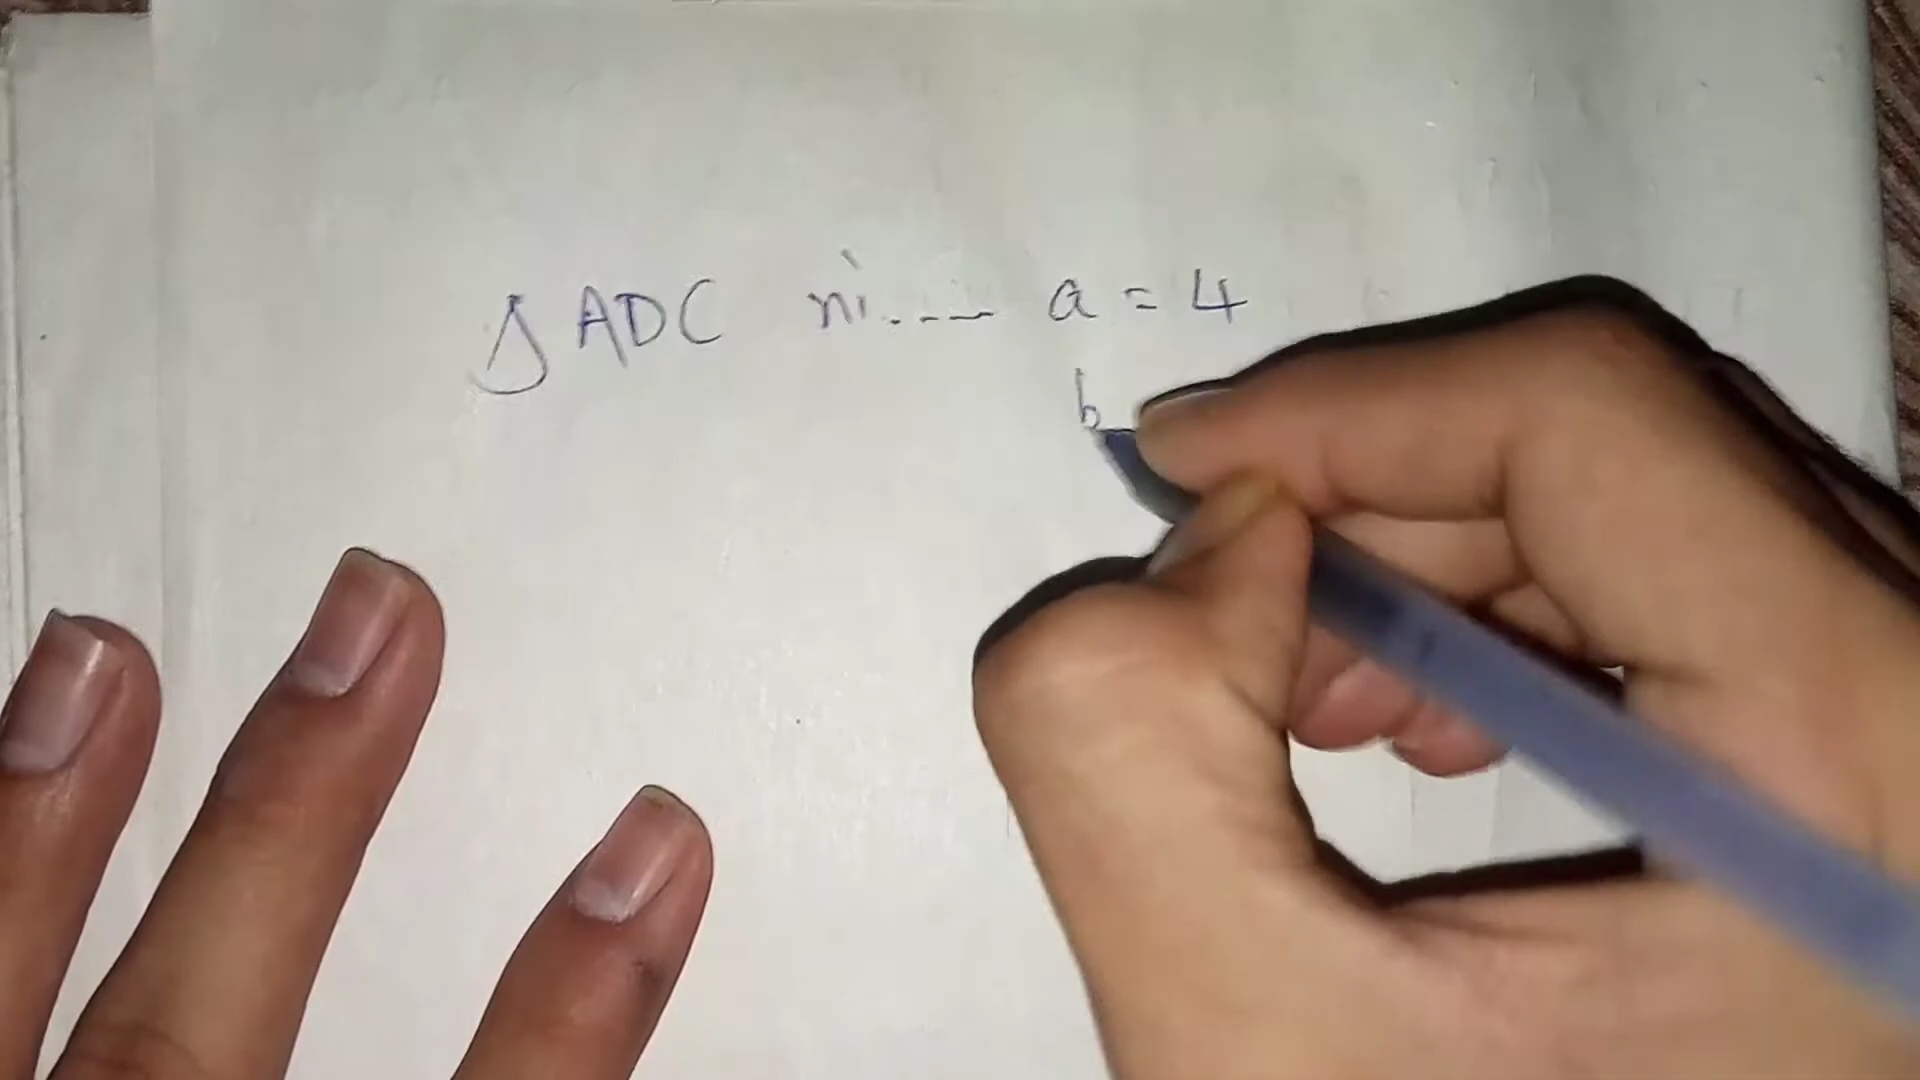 △ ADC ni.---- a = 4
b